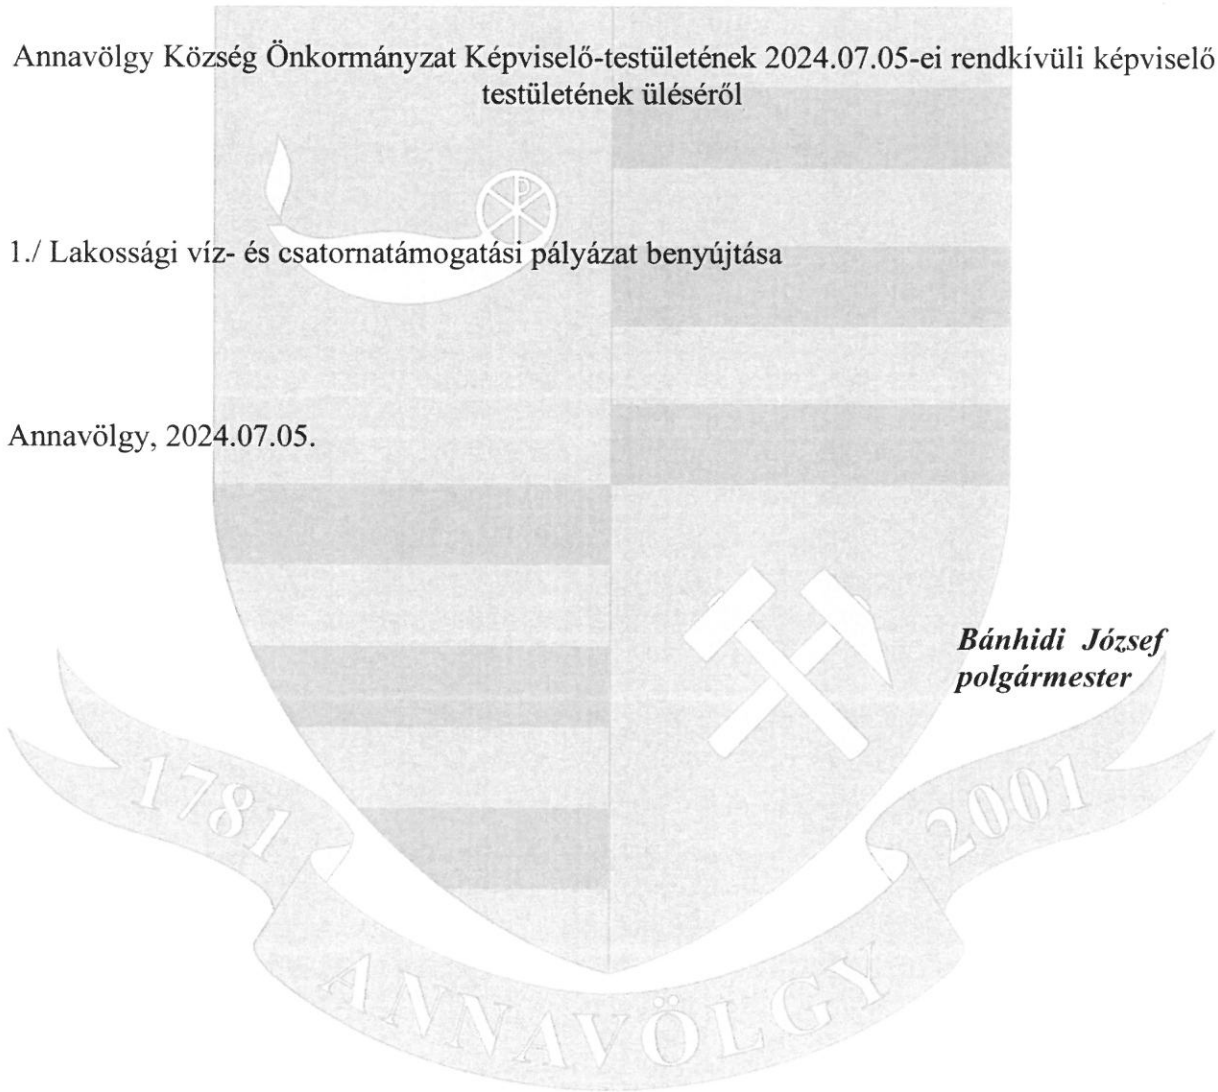 Annavölgy Község Önkormányzat Képviselő-testületének 2024.07.05-ei rendkívüli képviselő
testületének üléséről
1./ Lakossági víz- és csatornatámogatási pályázat benyújtása
Annavölgy, 2024.07.05.
Bánhidi József
polgármester
1781
2001
ANNAVÖLGY